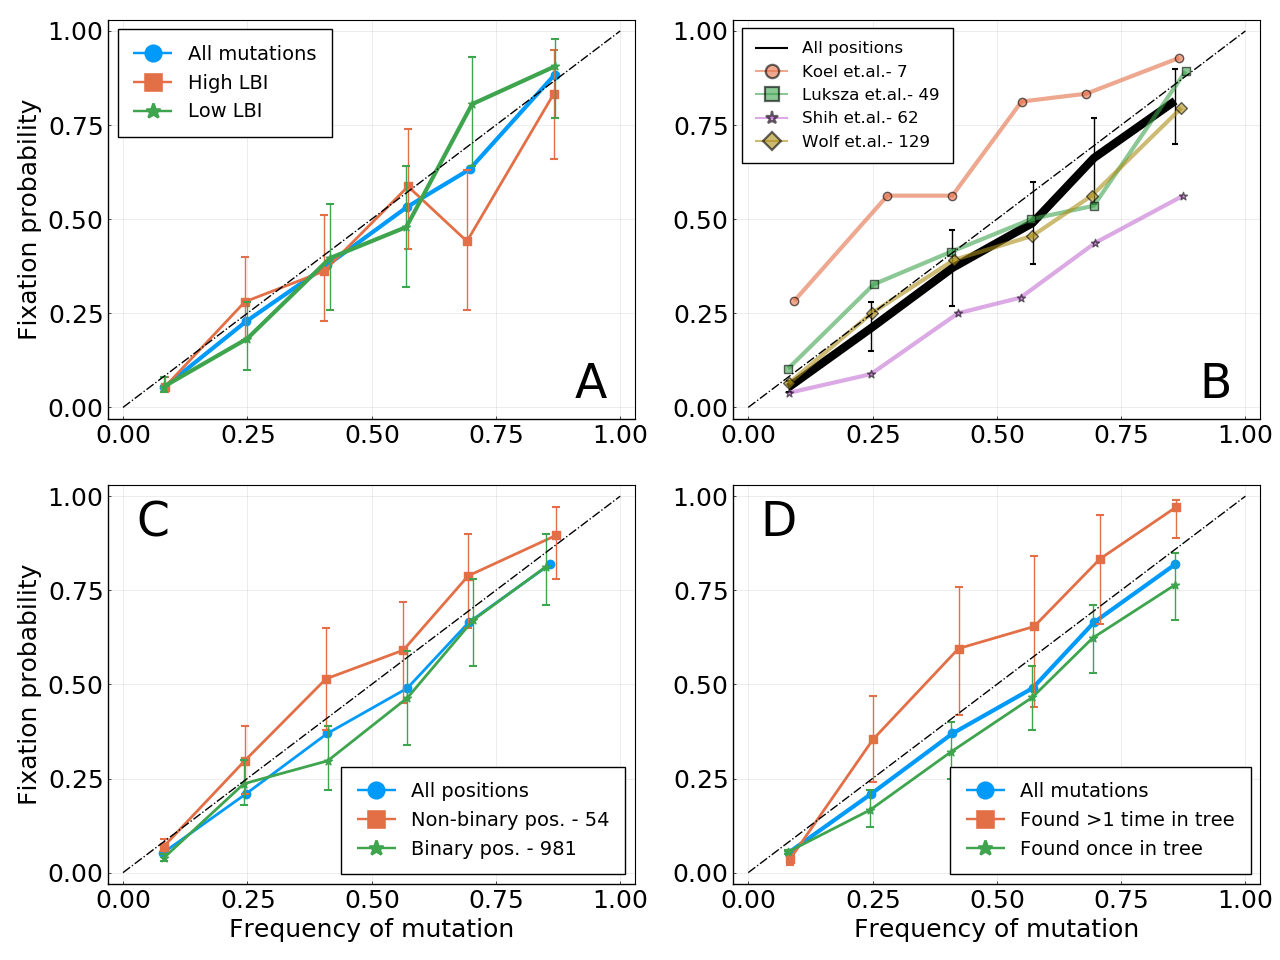 Fixation probability
1.00
0.75
0.50
0.25
0.00
All mutations
High LBI
Low LBI
A
0.00 0.25 0.50 0.75 1.00
1.00
0.75
0.50
0.25
0.00
All positions
Koel et.al.- 7
Luksza et.al.- 49
Shih et.al.- 62
Wolf et.al.- 129
B
0.00 0.25 0.50 0.75 1.00
Fixation probability
1.00
0.75
0.50
0.25
0.00
C
All positions
Non-binary pos. - 54
Binary pos. - 981
0.00 0.25 0.50 0.75 1.00
Frequency of mutation
1.00
0.75
0.50
0.25
0.00
D
All mutations
Found >1 time in tree
Found once in tree
0.00 0.25 0.50 0.75 1.00
Frequency of mutation